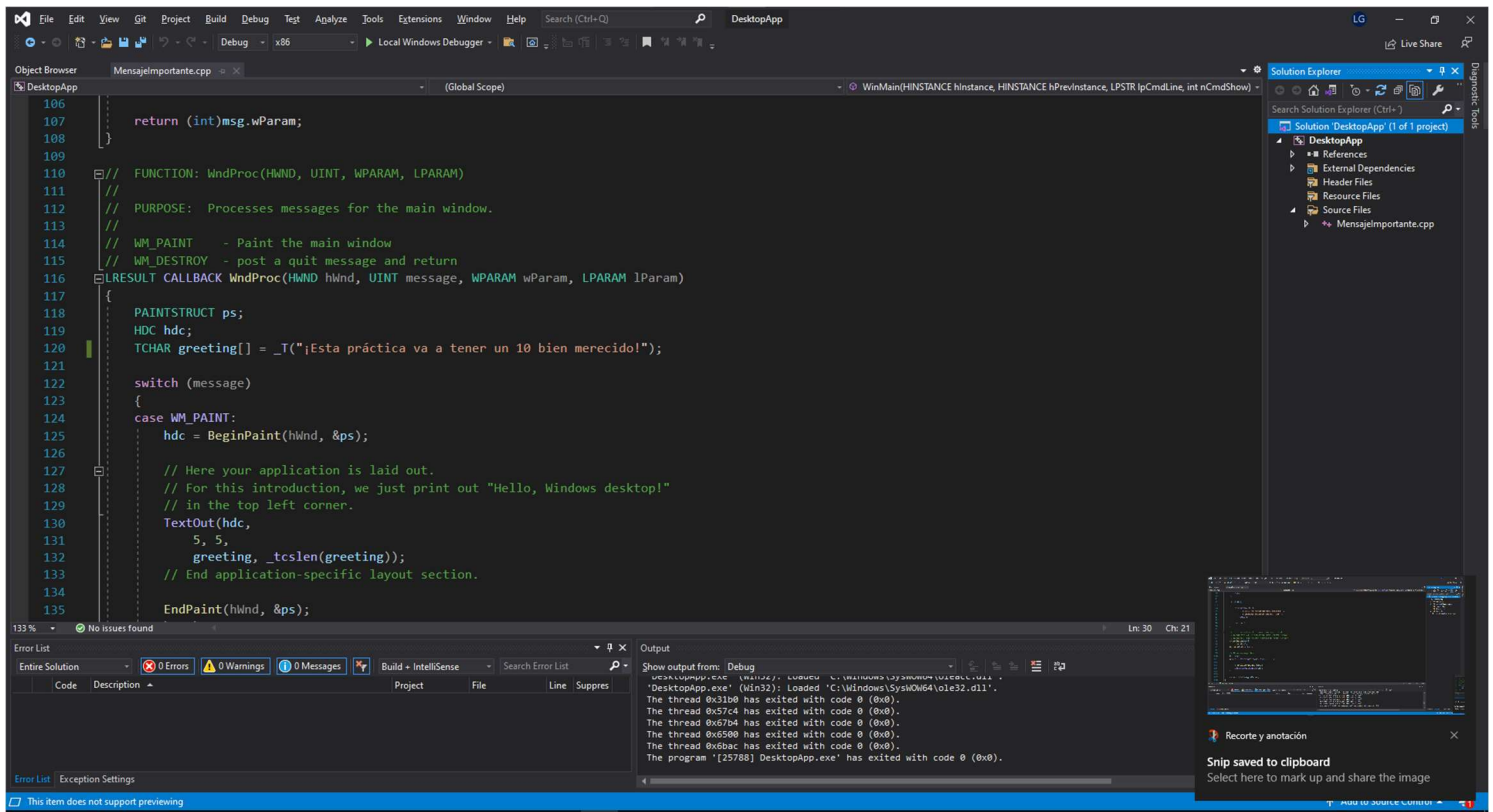 File Edit View Git Project Build Debug Test Analyze Tools Extensions Window Help Search (Ctrl+Q) DesktopApp LG
Debug x86 Local Windows Debugger Live Share
Object Browser MensajeImportante.cpp
DesktopApp (Global Scope) WinMain(HINSTANCE hInstance, HINSTANCE hPrevInstance, LPSTR lpCmdLine, int nCmdShow)
106
107 return (int)msg.wParam;
108 }
109
110 // FUNCTION: WndProc(HWND, UINT, WPARAM, LPARAM)
111 //
112 // PURPOSE: Processes messages for the main window.
113 //
114 // WM_PAINT - Paint the main window
115 // WM_DESTROY - post a quit message and return
116 LRESULT CALLBACK WndProc(HWND hWnd, UINT message, WPARAM wParam, LPARAM lParam)
117 {
118 PAINTSTRUCT ps;
119 HDC hdc;
120 TCHAR greeting[] = _T("¡Esta práctica va a tener un 10 bien merecido!");
121
122 switch (message)
123 {
124 case WM_PAINT:
125 hdc = BeginPaint(hWnd, &ps);
126
127 // Here your application is laid out.
128 // For this introduction, we just print out "Hello, Windows desktop!"
129 // in the top left corner.
130 TextOut(hdc,
131 5, 5,
132 greeting, _tcslen(greeting));
133 // End application-specific layout section.
134
135 EndPaint(hWnd, &ps);
133 % No issues found Ln: 30 Ch: 21
Solution Explorer
Search Solution Explorer (Ctrl+´)
Solution 'DesktopApp' (1 of 1 project)
DesktopApp
References
External Dependencies
Header Files
Resource Files
Source Files
MensajeImportante.cpp
Diagnostic Tools
Error List
Entire Solution 0 Errors 0 Warnings 0 Messages Build + IntelliSense Search Error List
Code Description Project File Line Suppres
Error List Exception Settings
Output
Show output from: Debug
'DesktopApp.exe' (Win32): Loaded 'C:\Windows\SysWOW64\oleacc.dll'.
'DesktopApp.exe' (Win32): Loaded 'C:\Windows\SysWOW64\ole32.dll'.
The thread 0x31b0 has exited with code 0 (0x0).
The thread 0x57c4 has exited with code 0 (0x0).
The thread 0x67b4 has exited with code 0 (0x0).
The thread 0x6500 has exited with code 0 (0x0).
The thread 0x6bac has exited with code 0 (0x0).
The program '[25788] DesktopApp.exe' has exited with code 0 (0x0).
Recorte y anotación
Snip saved to clipboard
Select here to mark up and share the image
This item does not support previewing Add to Source Control 1